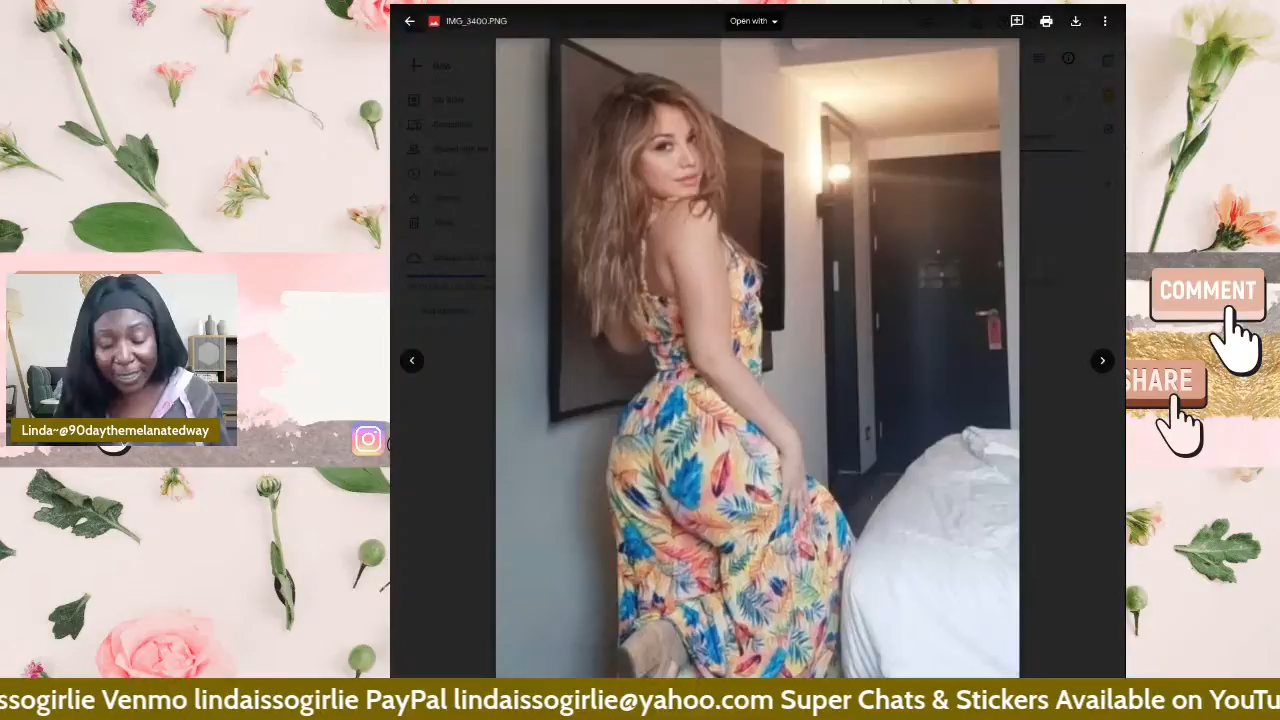 IMG_3400.PNG
Open with
COMMENT
SHARE
Linda~@90daythemelanatedway
ssogirlie Venmo lindaissogirlie PayPal lindaissogirlie@yahoo.com Super Chats & Stickers Available on YouTu